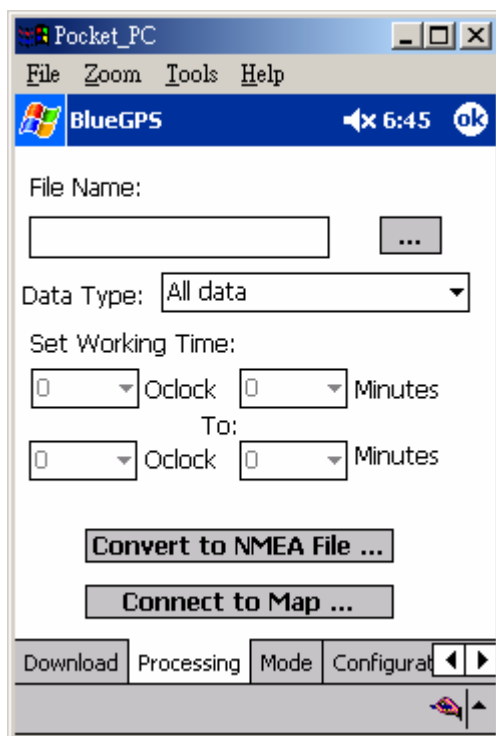 Pocket_PC
File Zoom Tools Help
BlueGPS 6:45 ok
File Name:
...
Data Type: All data
Set Working Time:
0 Oclock 0 Minutes
To:
0 Oclock 0 Minutes
Convert to NMEA File ...
Connect to Map ...
Download Processing Mode Configurat